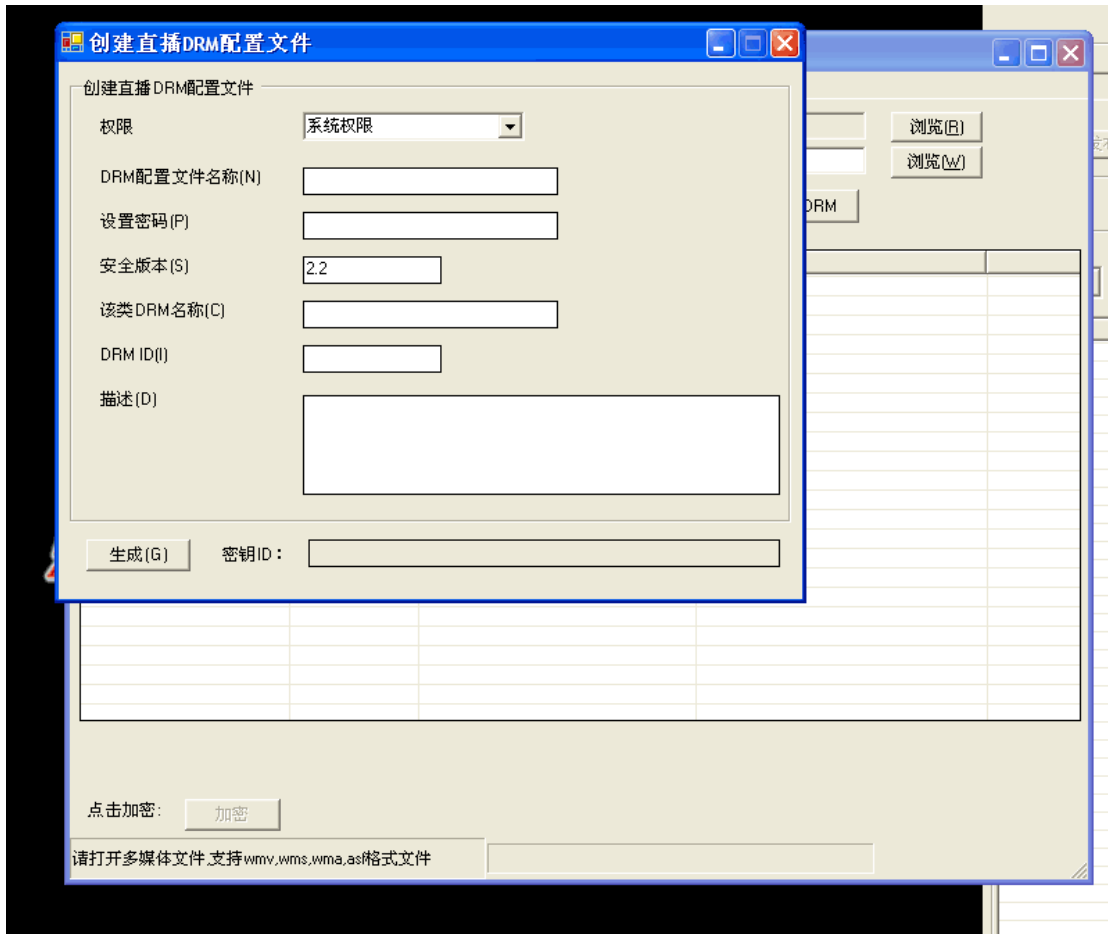 创建直播DRM配置文件
创建直播DRM配置文件
权限
系统权限
浏览(R)
DRM配置文件名称(N)
浏览(W)
设置密码(P)
DRM
安全版本(S)
2.2
该类DRM名称(C)
DRM ID(I)
描述(D)
生成(G)
密钥ID：
点击加密:
加密
请打开多媒体文件,支持wmv,wms,wma,asf格式文件